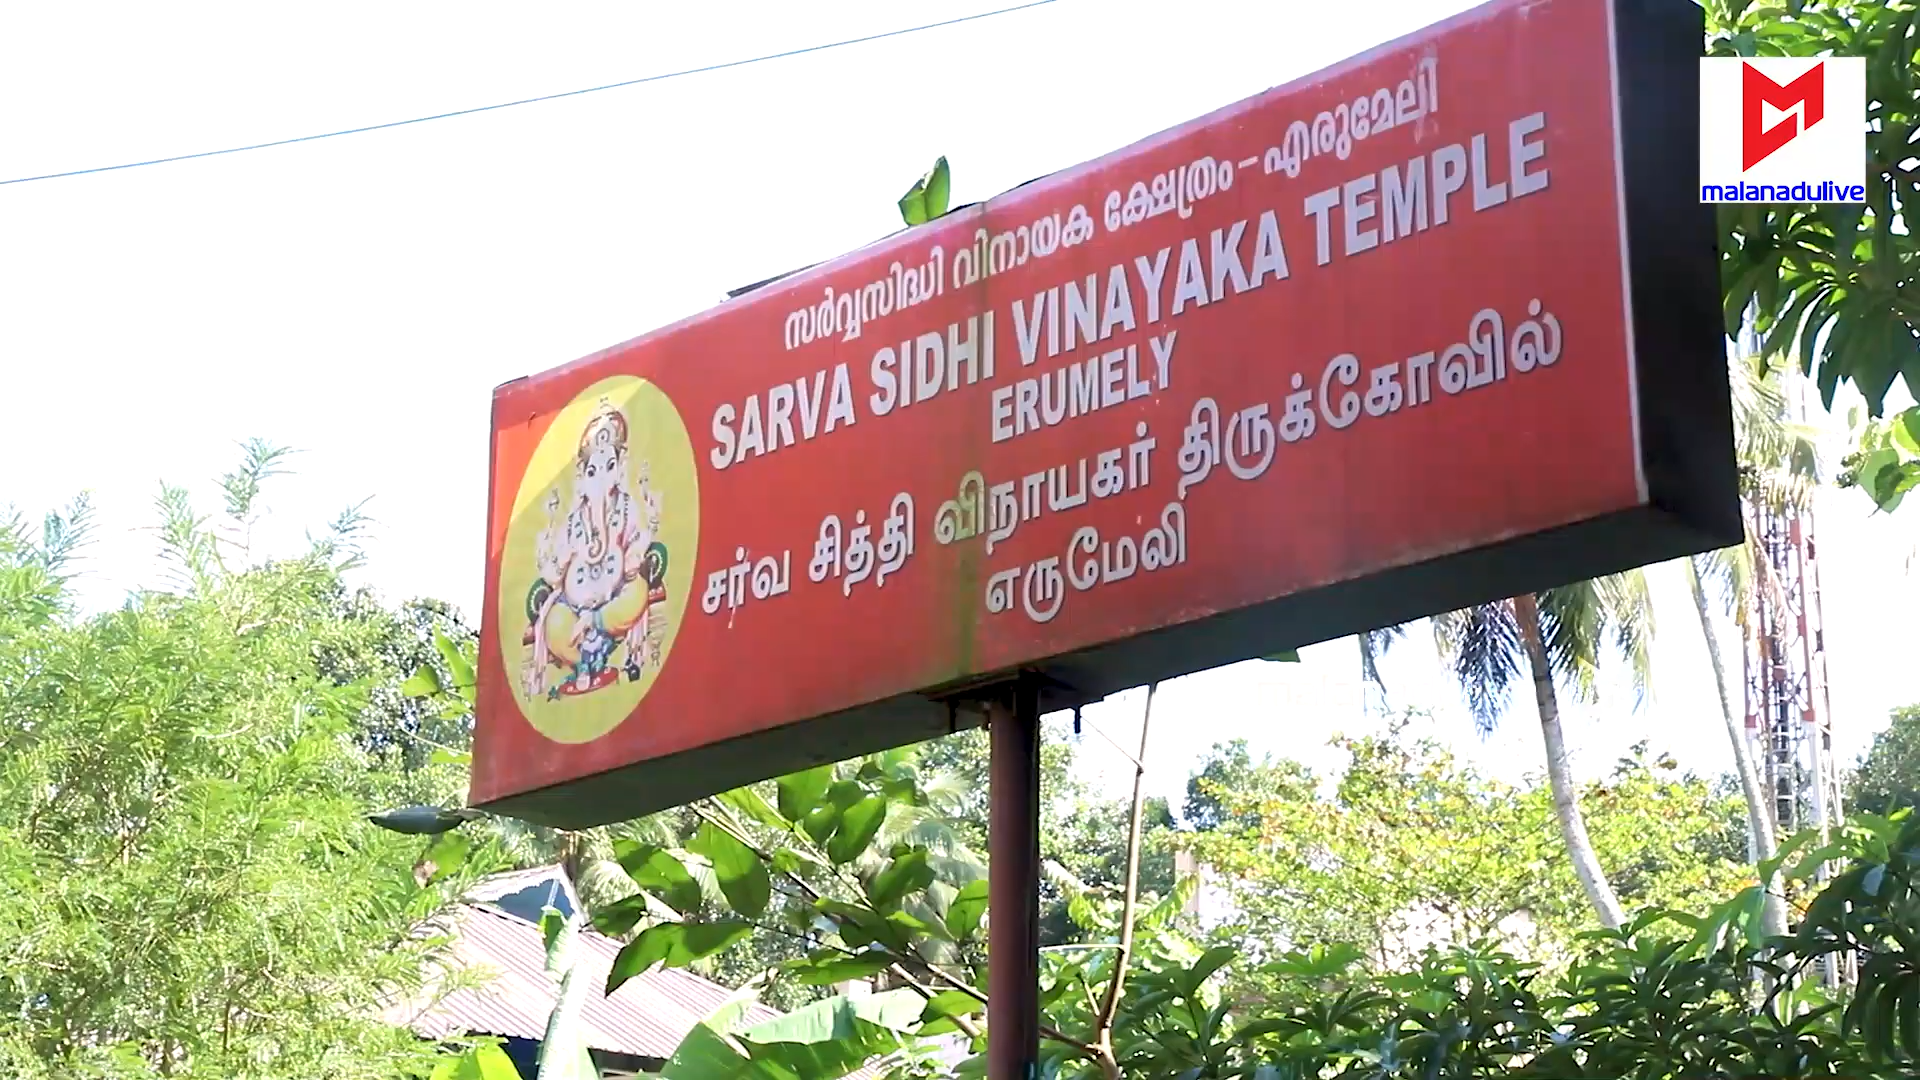 malanadulive
സർവ്വസിദ്ധി വിനായക ക്ഷേത്രം - എരുമേലി
SARVA SIDHI VINAYAKA TEMPLE
ERUMELY
சர்வ சித்தி விநாயகர் திருக்கோவில்
எருமேலி